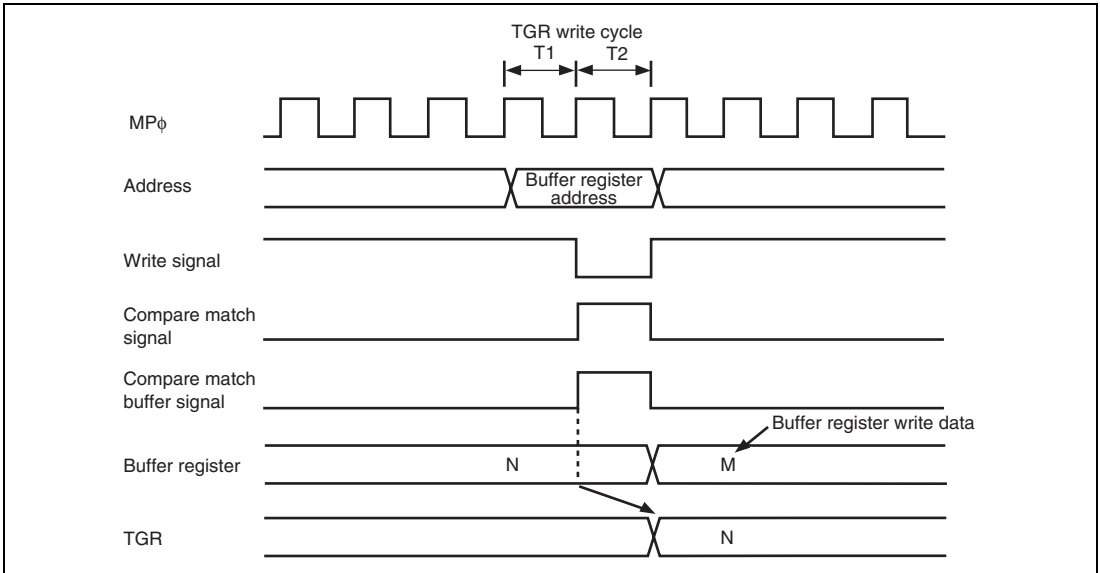 TGR write cycle
T1 T2
MPϕ
Address
Buffer register
address
Write signal
Compare match
signal
Compare match
buffer signal
Buffer register write data
Buffer register
N M
TGR
N